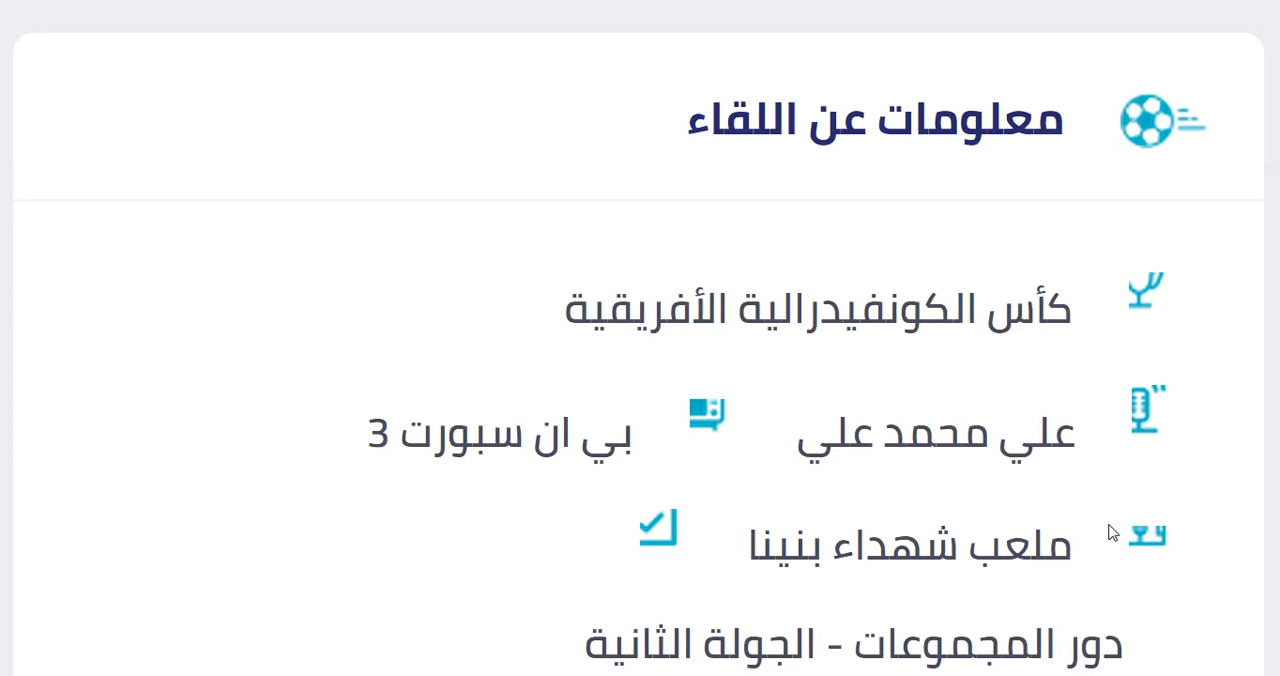 معلومات عن اللقاء
كأس الكونفيدرالية الأفريقية
علي محمد علي
بي ان سبورت 3
ملعب شهداء بنينا
دور المجموعات - الجولة الثانية